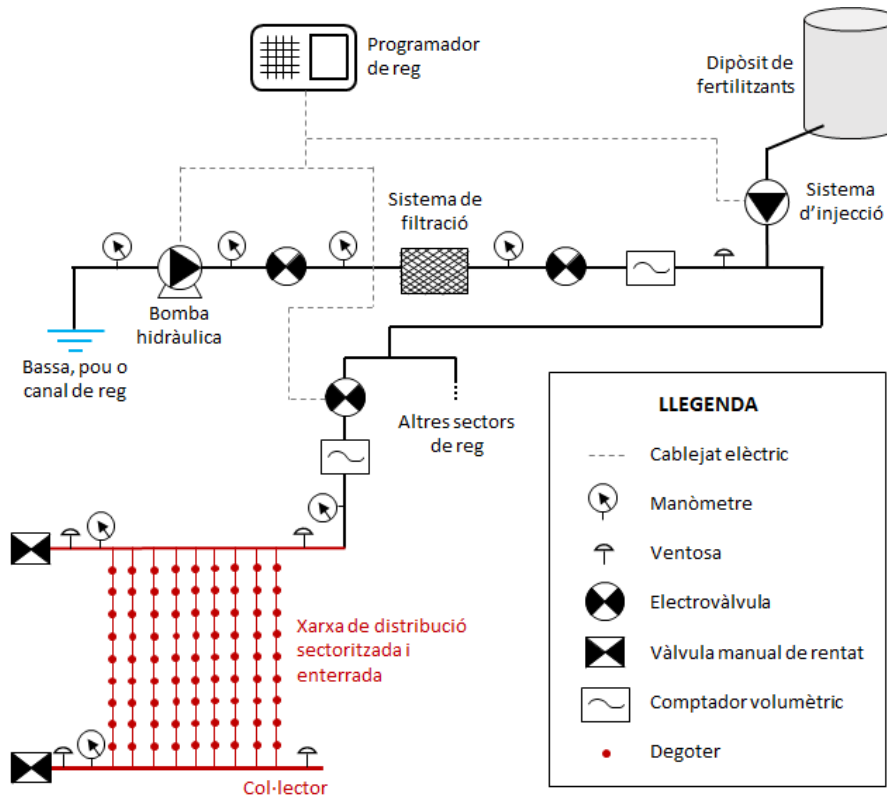 Programador
de reg
Dipòsit de
fertilitzants
Sistema de
filtració
Sistema
d'injecció
Bomba
hidràulica
Bassa, pou o
canal de reg
Altres sectors
de reg
Xarxa de distribució
sectoritzada i
enterrada
Col·lector
LLEGENDA
Cablejat elèctric
Manòmetre
Ventosa
Electrovàlvula
Vàlvula manual de rentat
Comptador volumètric
Degoter